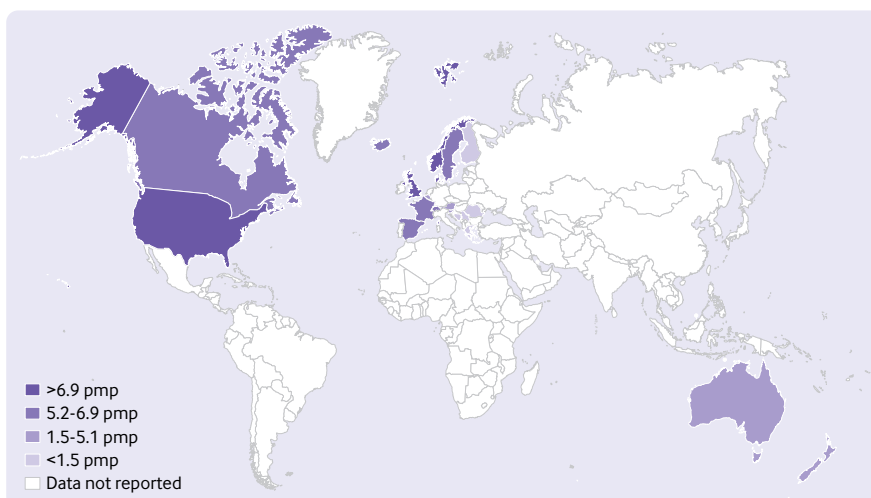 >6.9 pmp
5.2-6.9 pmp
1.5-5.1 pmp
<1.5 pmp
Data not reported